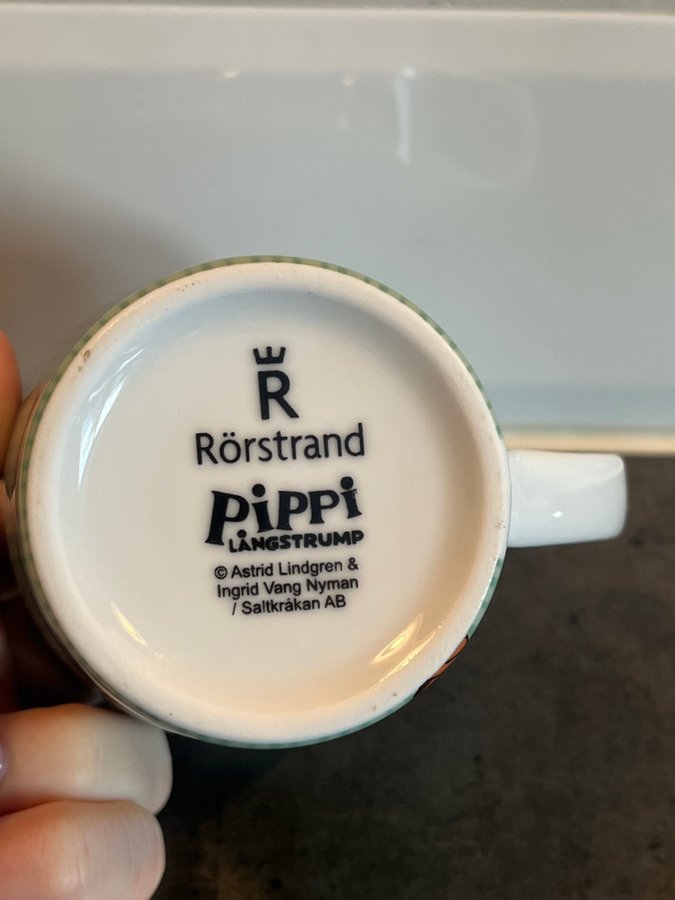 R
Rörstrand
PiPPi
LÅNGSTRUMP
© Astrid Lindgren &
Ingrid Vang Nyman
/ Saltkråkan AB